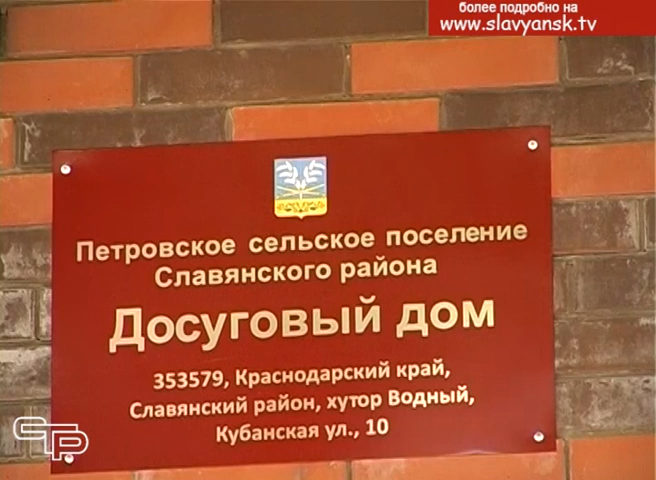 более подробно на
www.slavyansk.tv
Петровское сельское поселение
Славянского района
Досуговый дом
353579, Краснодарский край,
Славянский район, хутор Водный,
Кубанская ул., 10